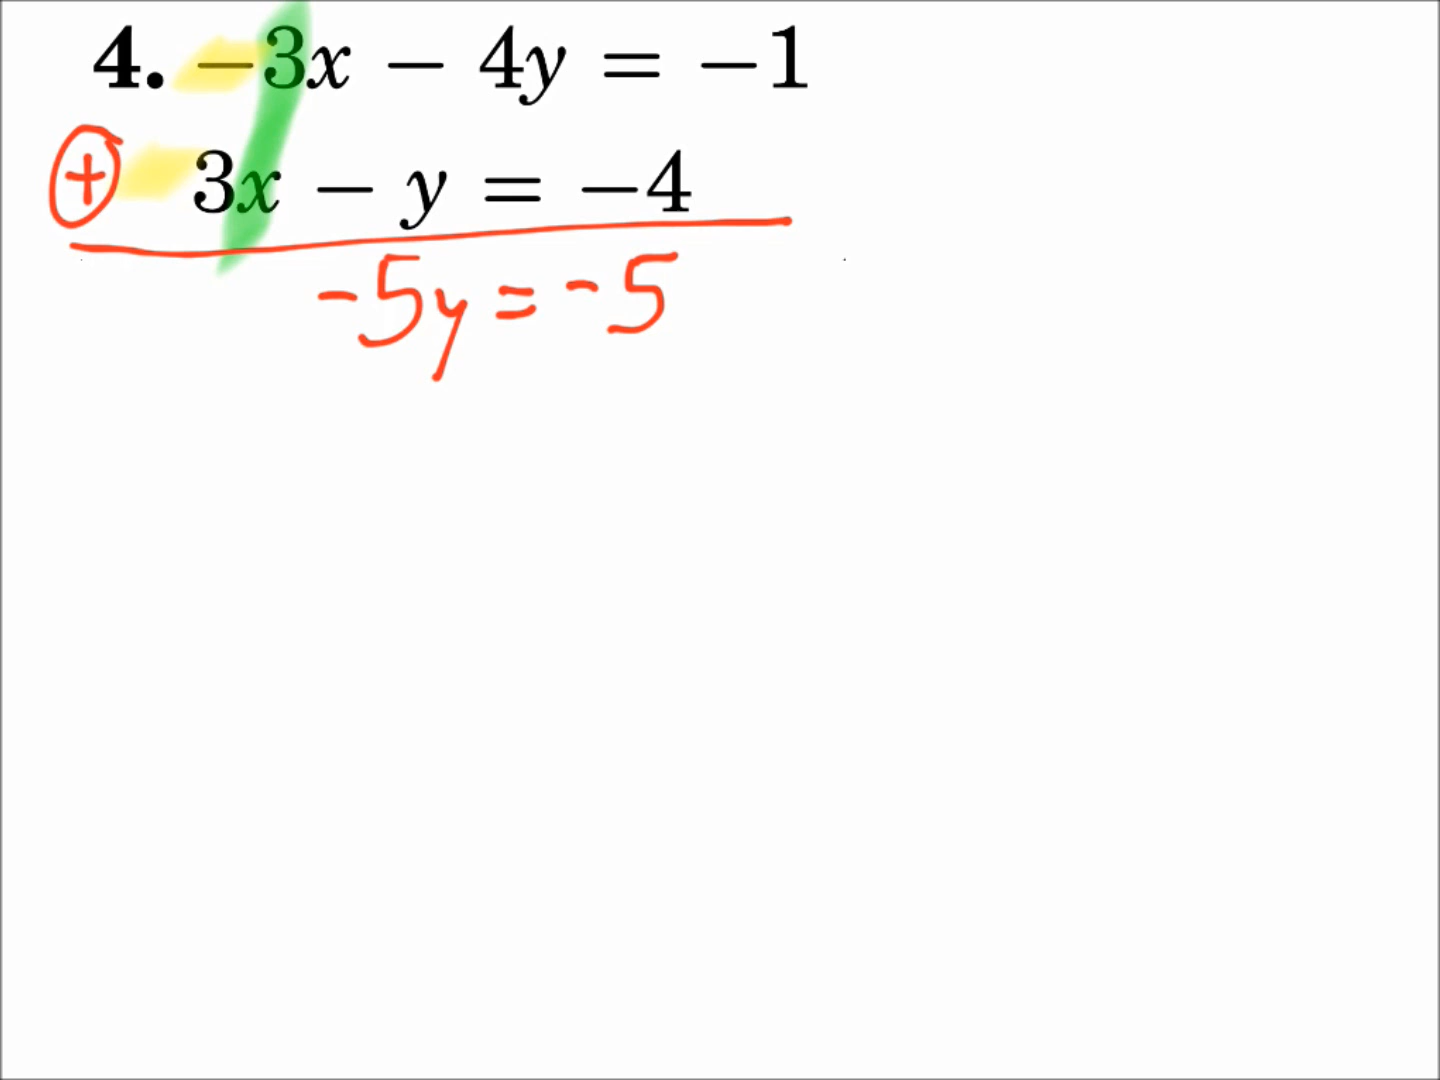 4. −3x − 4y = −1
+ 3x − y = −4
-5y = -5